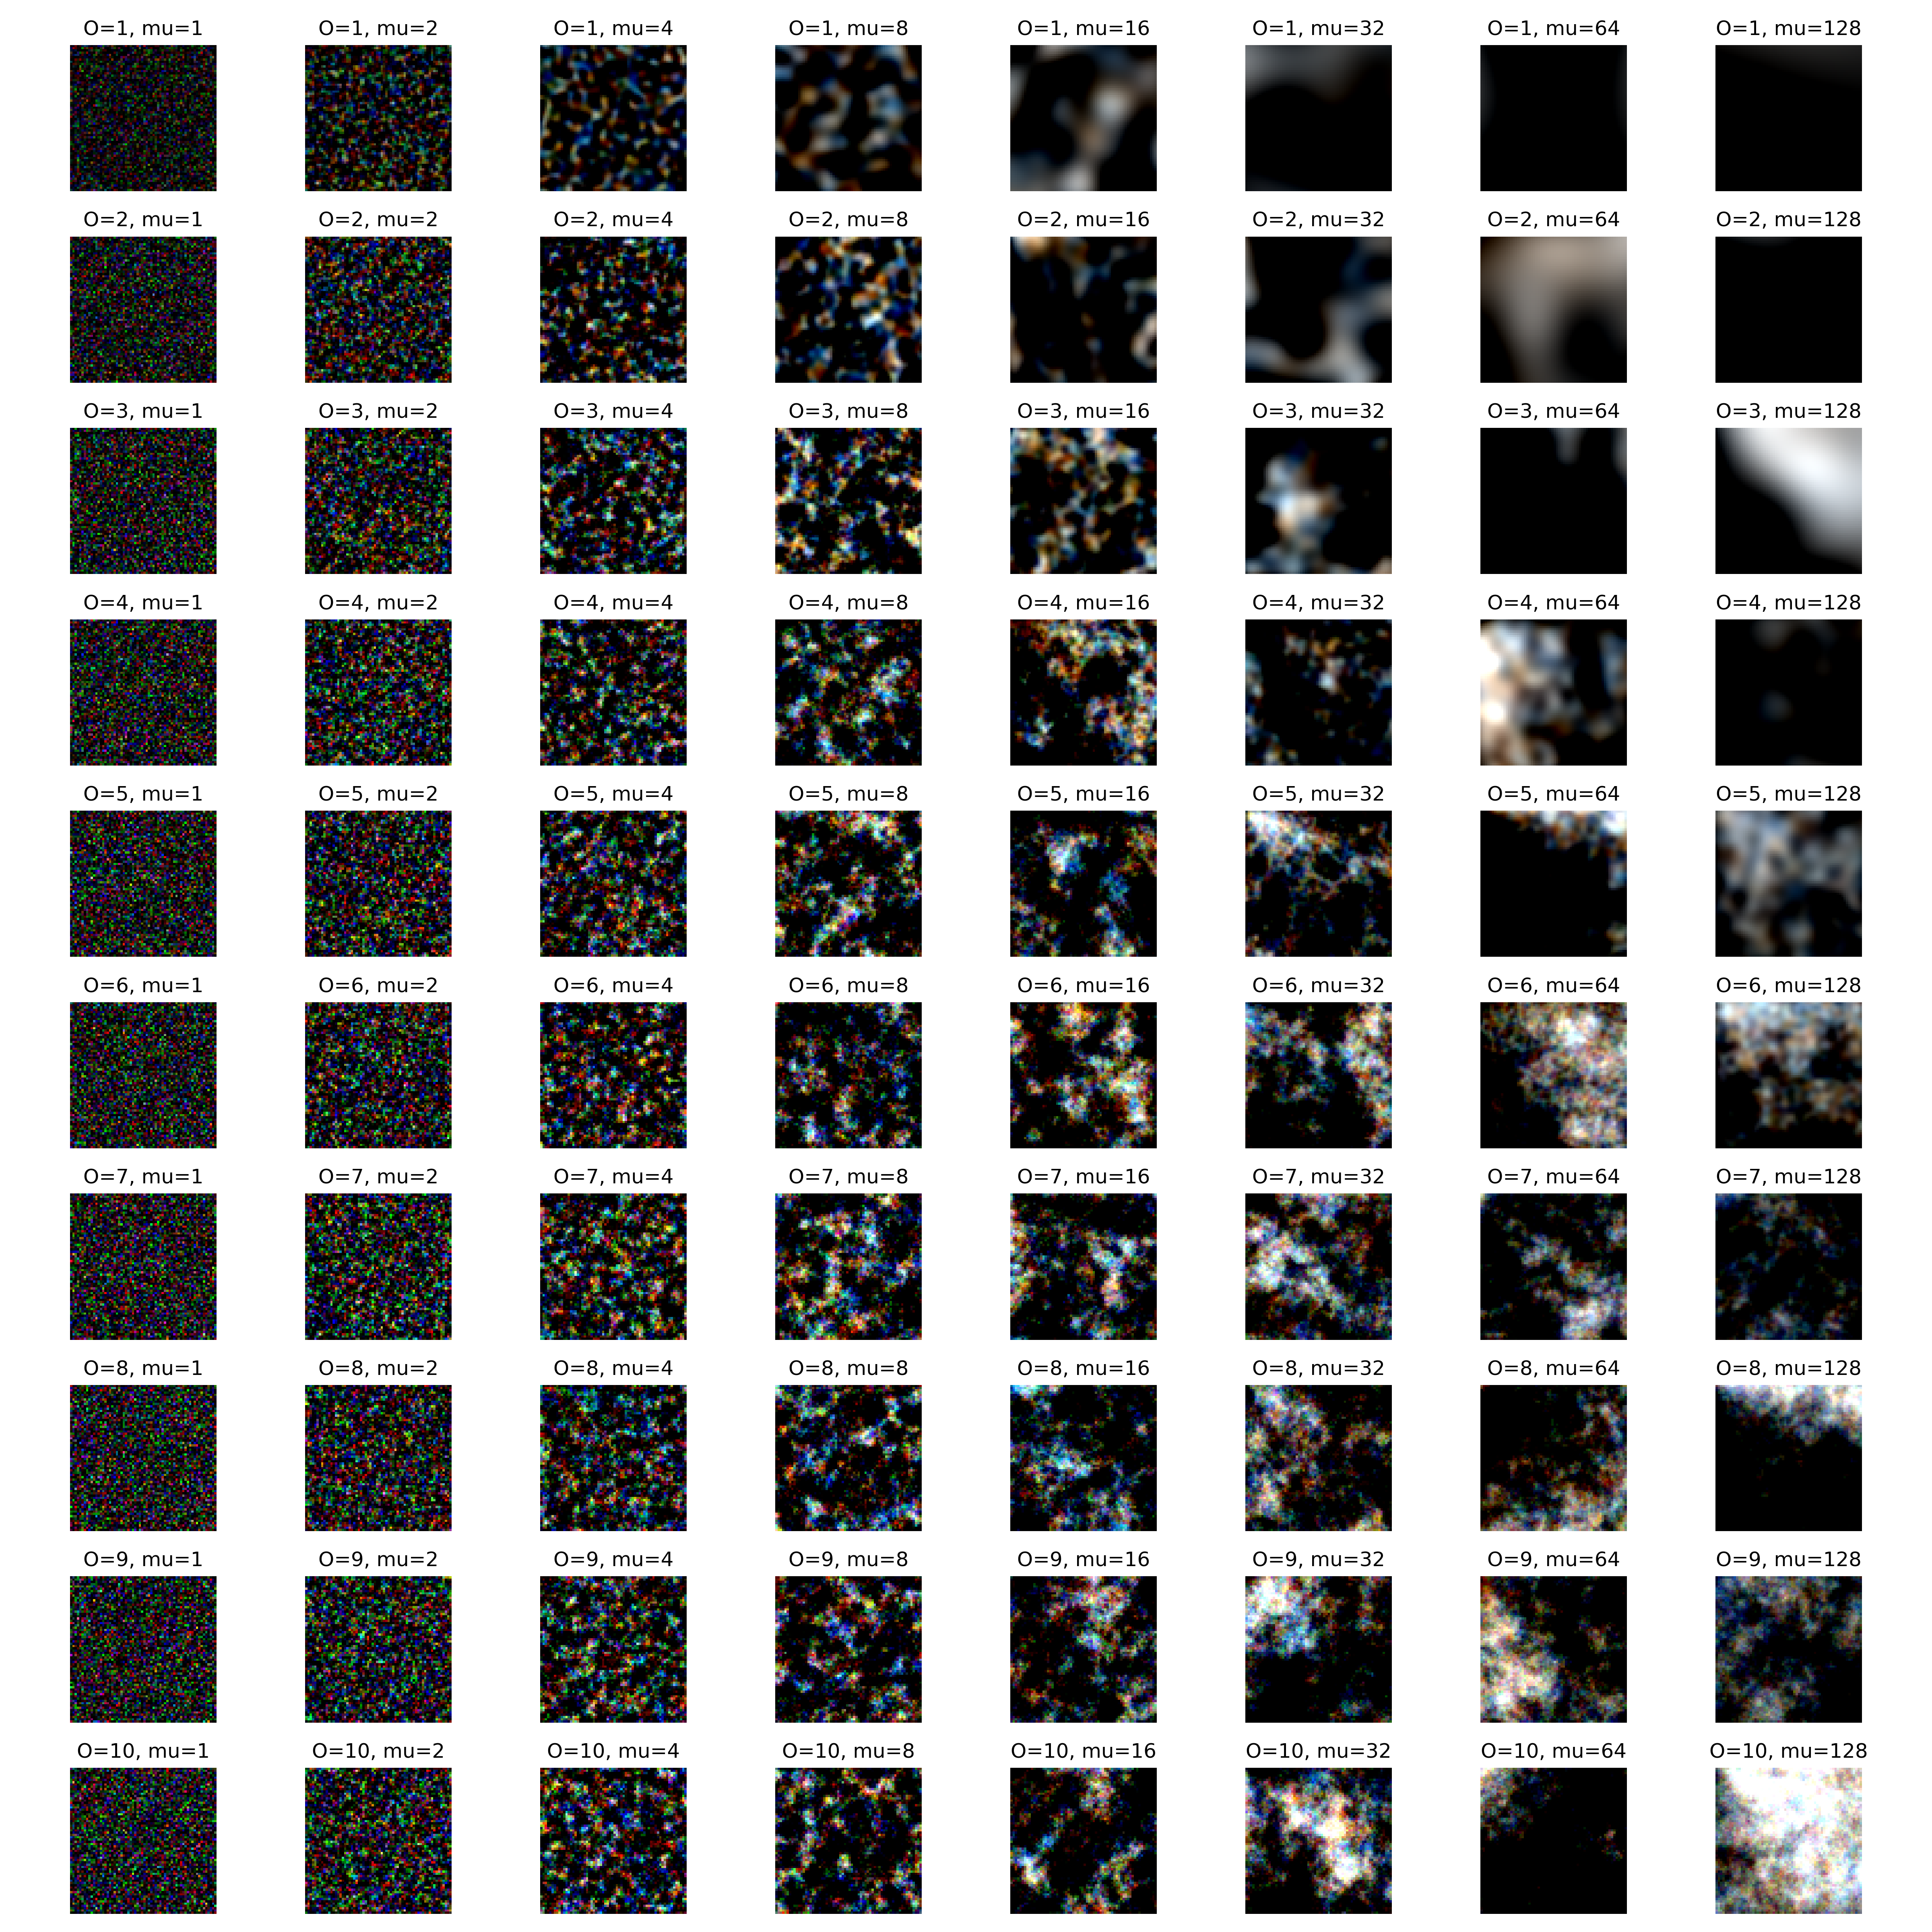 O=1, mu=1 O=1, mu=2 O=1, mu=4 O=1, mu=8 O=1, mu=16 O=1, mu=32 O=1, mu=64 O=1, mu=128
O=2, mu=1 O=2, mu=2 O=2, mu=4 O=2, mu=8 O=2, mu=16 O=2, mu=32 O=2, mu=64 O=2, mu=128
O=3, mu=1 O=3, mu=2 O=3, mu=4 O=3, mu=8 O=3, mu=16 O=3, mu=32 O=3, mu=64 O=3, mu=128
O=4, mu=1 O=4, mu=2 O=4, mu=4 O=4, mu=8 O=4, mu=16 O=4, mu=32 O=4, mu=64 O=4, mu=128
O=5, mu=1 O=5, mu=2 O=5, mu=4 O=5, mu=8 O=5, mu=16 O=5, mu=32 O=5, mu=64 O=5, mu=128
O=6, mu=1 O=6, mu=2 O=6, mu=4 O=6, mu=8 O=6, mu=16 O=6, mu=32 O=6, mu=64 O=6, mu=128
O=7, mu=1 O=7, mu=2 O=7, mu=4 O=7, mu=8 O=7, mu=16 O=7, mu=32 O=7, mu=64 O=7, mu=128
O=8, mu=1 O=8, mu=2 O=8, mu=4 O=8, mu=8 O=8, mu=16 O=8, mu=32 O=8, mu=64 O=8, mu=128
O=9, mu=1 O=9, mu=2 O=9, mu=4 O=9, mu=8 O=9, mu=16 O=9, mu=32 O=9, mu=64 O=9, mu=128
O=10, mu=1 O=10, mu=2 O=10, mu=4 O=10, mu=8 O=10, mu=16 O=10, mu=32 O=10, mu=64 O=10, mu=128